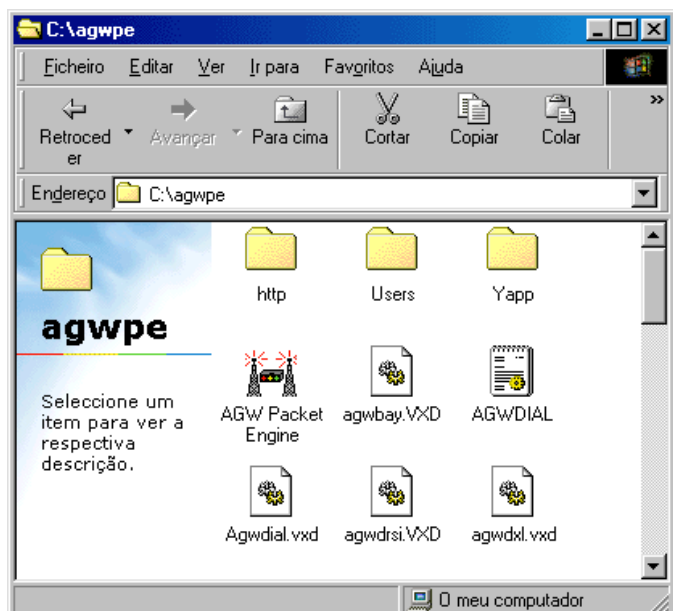 C:\agwpe
Ficheiro Editar Ver Ir para Favoritos Ajuda
Retroceder Avançar Para cima Cortar Copiar Colar »
Endereço C:\agwpe
agwpe
Seleccione um
item para ver a
respectiva
descrição.
http Users Yapp
AGW Packet Engine agwbay.VXD AGWDIAL
Agwdial.vxd agwdrsi.VXD agwdxl.vxd
O meu computador